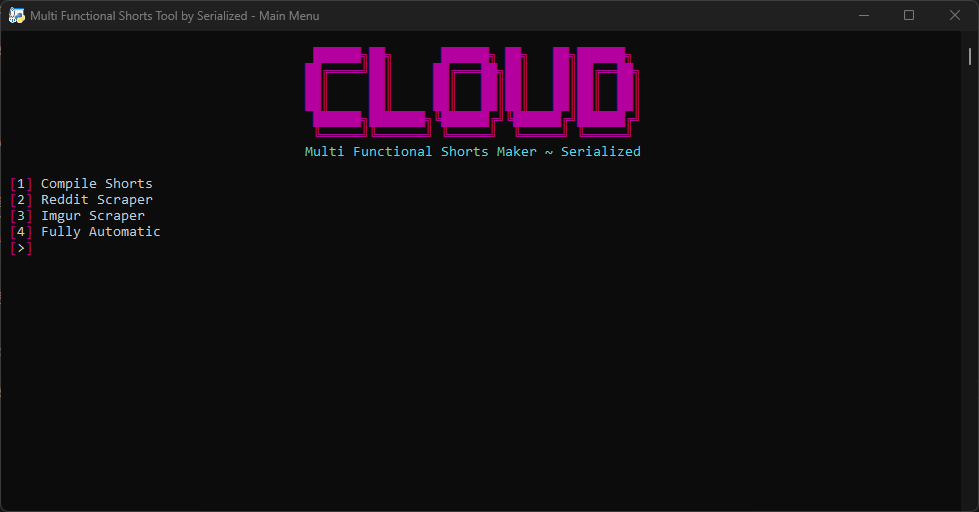 Multi Functional Shorts Tool by Serialized - Main Menu
CLOUD
Multi Functional Shorts Maker ~ Serialized
[1] Compile Shorts
[2] Reddit Scraper
[3] Imgur Scraper
[4] Fully Automatic
[>]